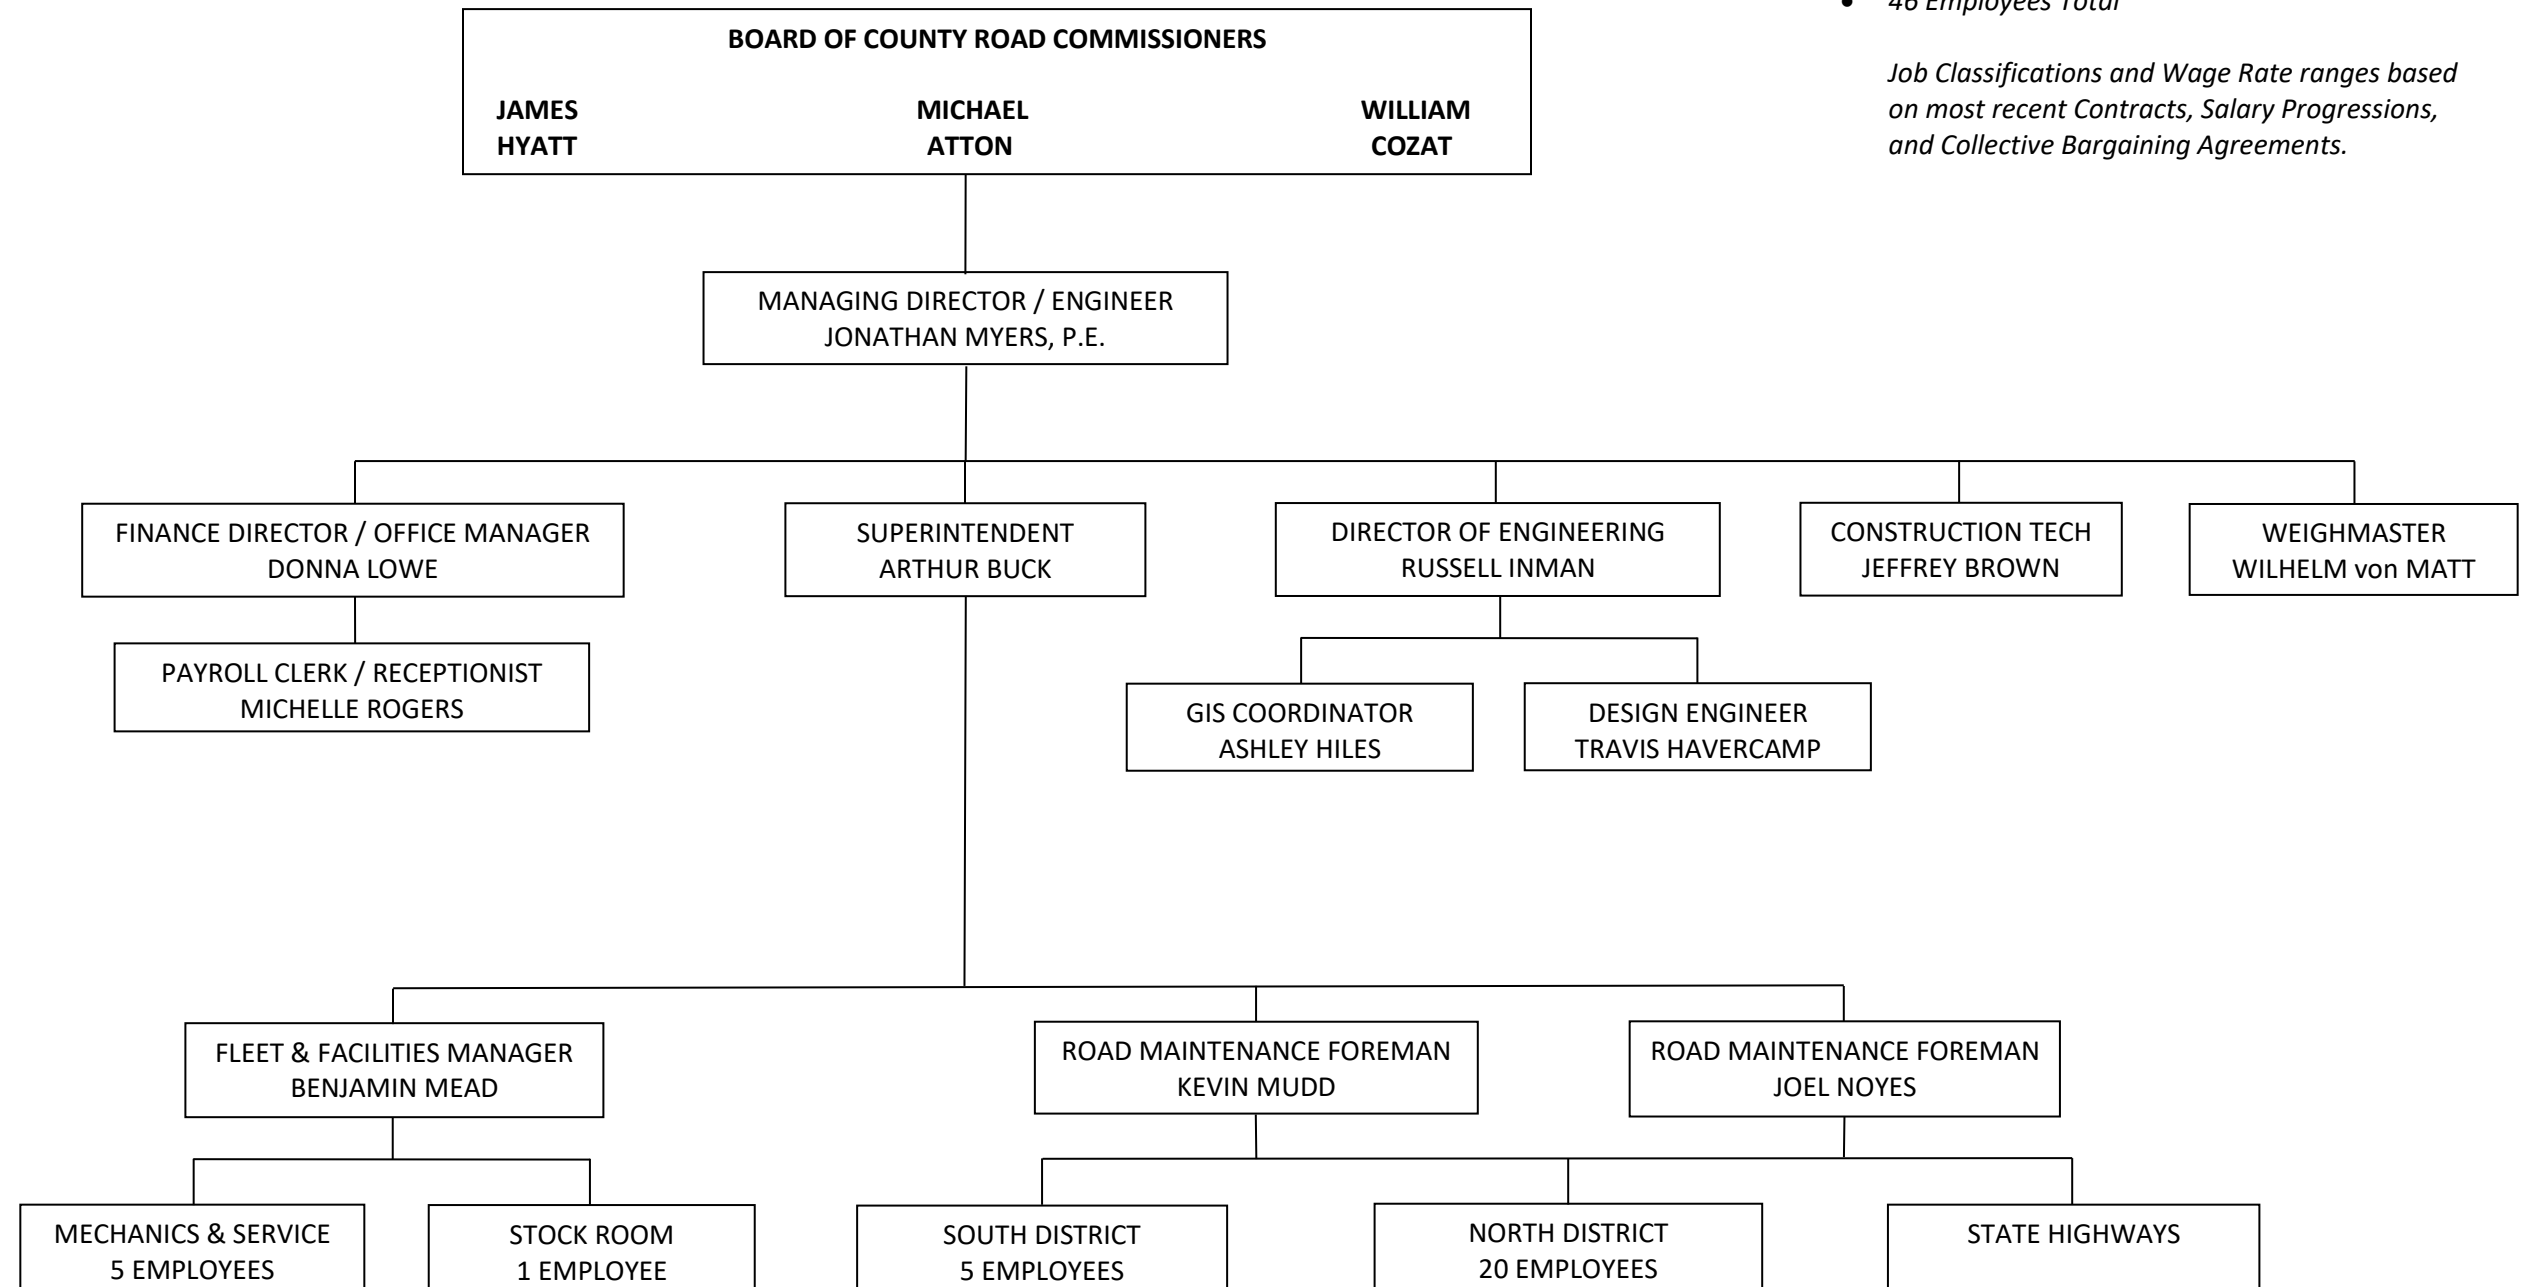 46 Employees Total
Job Classifications and Wage Rate ranges based
on most recent Contracts, Salary Progressions,
and Collective Bargaining Agreements.
BOARD OF COUNTY ROAD COMMISSIONERS
JAMES
HYATT
MICHAEL
ATTON
WILLIAM
COZAT
MANAGING DIRECTOR / ENGINEER
JONATHAN MYERS, P.E.
FINANCE DIRECTOR / OFFICE MANAGER
DONNA LOWE
SUPERINTENDENT
ARTHUR BUCK
DIRECTOR OF ENGINEERING
RUSSELL INMAN
CONSTRUCTION TECH
JEFFREY BROWN
WEIGHMASTER
WILHELM von MATT
PAYROLL CLERK / RECEPTIONIST
MICHELLE ROGERS
GIS COORDINATOR
ASHLEY HILES
DESIGN ENGINEER
TRAVIS HAVERCAMP
FLEET & FACILITIES MANAGER
BENJAMIN MEAD
ROAD MAINTENANCE FOREMAN
KEVIN MUDD
ROAD MAINTENANCE FOREMAN
JOEL NOYES
MECHANICS & SERVICE
5 EMPLOYEES
STOCK ROOM
1 EMPLOYEE
SOUTH DISTRICT
5 EMPLOYEES
NORTH DISTRICT
20 EMPLOYEES
STATE HIGHWAYS